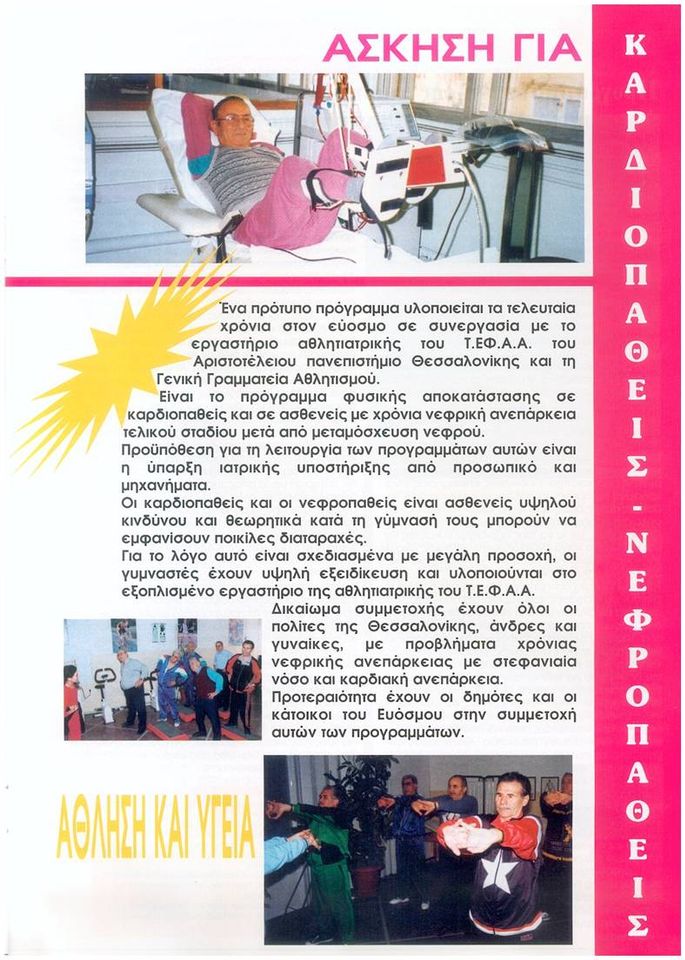 ΑΣΚΗΣΗ ΓΙΑ
ΚΑΡΔΙΟΠΑΘΕΙΣ-ΝΕΦΡΟΠΑΘΕΙΣ
Ένα πρότυπο πρόγραμμα υλοποιείται τα τελευταία
χρόνια στον εύοσμο σε συνεργασία με το
εργαστήριο αθλητιατρικής του Τ.ΕΦ.Α.Α. του
Αριστοτέλειου πανεπιστήμιο Θεσσαλονίκης και τη
Γενική Γραμματεία Αθλητισμού.
Είναι το πρόγραμμα φυσικής αποκατάστασης σε
καρδιοπαθείς και σε ασθενείς με χρόνια νεφρική ανεπάρκεια
τελικού σταδίου μετά από μεταμόσχευση νεφρού.
Προϋπόθεση για τη λειτουργία των προγραμμάτων αυτών είναι
η ύπαρξη ιατρικής υποστήριξης από προσωπικό και
μηχανήματα.
Οι καρδιοπαθείς και οι νεφροπαθείς είναι ασθενείς υψηλού
κινδύνου και θεωρητικά κατά τη γύμνασή τους μπορούν να
εμφανίσουν ποικίλες διαταραχές.
Για το λόγο αυτό είναι σχεδιασμένα με μεγάλη προσοχή, οι
γυμναστές έχουν υψηλή εξειδίκευση και υλοποιούνται στο
εξοπλισμένο εργαστήριο της αθλητιατρικής του Τ.Ε.Φ.Α.Α.
Δικαίωμα συμμετοχής έχουν όλοι οι
πολίτες της Θεσσαλονίκης, άνδρες και
γυναίκες, με προβλήματα χρόνιας
νεφρικής ανεπάρκειας με στεφανιαία
νόσο και καρδιακή ανεπάρκεια.
Προτεραιότητα έχουν οι δημότες και οι
κάτοικοι του Ευόσμου στην συμμετοχή
αυτών των προγραμμάτων.
ΑΘΛΗΣΗ ΚΑΙ ΥΓΕΙΑ